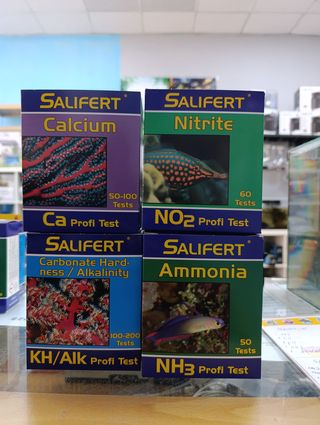 SALIFERT
Calcium
50-100
Tests
Ca Profi Test
SALIFERT
Nitrite
60
Tests
NO2 Profi Test
SALIFERT
Carbonate Hard-
ness / Alkalinity
100-200
Tests
KH/Alk Profi Test
SALIFERT
Ammonia
50
Tests
NH3 Profi Test